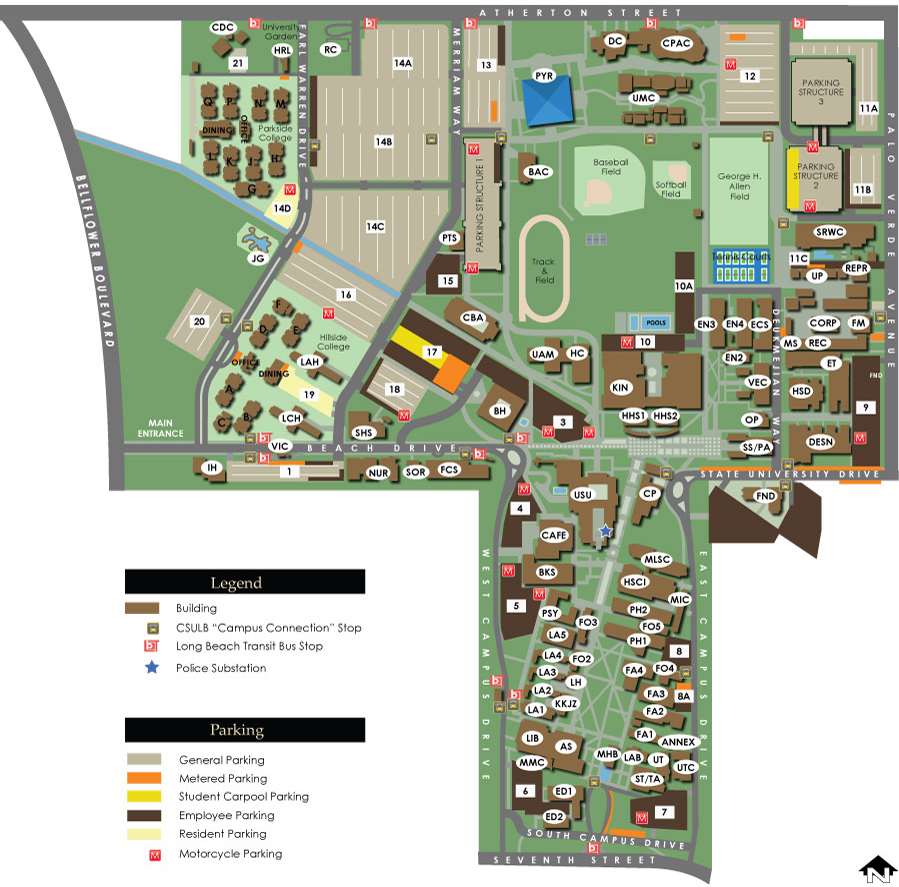 ATHERTON STREET
CDC
University
Garden
HRL
RC
21
EARL WARREN DRIVE
MERRIAM WAY
14A
13
PYR
DC
CPAC
UMC
12
PARKING
STRUCTURE
3
11A
PALO VERDE AVENUE
Q
P
N
M
DINING
OFFICE
Parkside
College
L
K
J
H
G
14B
14D
14C
BAC
PARKING STRUCTURE 1
Baseball
Field
Softball
Field
George H.
Allen
Field
PARKING
STRUCTURE
2
11B
BELLFLOWER BOULEVARD
JG
PTS
15
Track
&
Field
SRWC
Tennis Courts
11C
UP
REPR
10A
20
16
F
D
E
Hillside
College
OFFICE
DINING
LAH
A
19
C
B
LCH
CBA
17
18
UAM
HC
POOLS
10
EN3
EN4
ECS
EN2
DEUKMEJIAN WAY
CORP
FM
MS
REC
ET
FND
VEC
HSD
KIN
9
MAIN
ENTRANCE
SHS
BH
3
HHS1
HHS2
OP
SS/PA
DESN
VIC
BEACH DRIVE
IH
1
NUR
SOR
FCS
STATE UNIVERSITY DRIVE
USU
CP
FND
4
CAFE
BKS
5
PSY
FO3
LA5
LA4
FO2
LA3
LH
LA2
KKJZ
LA1
WEST CAMPUS DRIVE
EAST CAMPUS DRIVE
MLSC
HSCI
MIC
PH2
FO5
PH1
8
FA4
FO4
FA3
8A
FA2
FA1
ANNEX
LIB
AS
MMC
MHB
LAB
UT
UTC
ST/TA
6
ED1
ED2
7
SOUTH CAMPUS DRIVE
SEVENTH STREET
Legend
Building
CSULB "Campus Connection" Stop
Long Beach Transit Bus Stop
Police Substation
Parking
General Parking
Metered Parking
Student Carpool Parking
Employee Parking
Resident Parking
M Motorcycle Parking
N